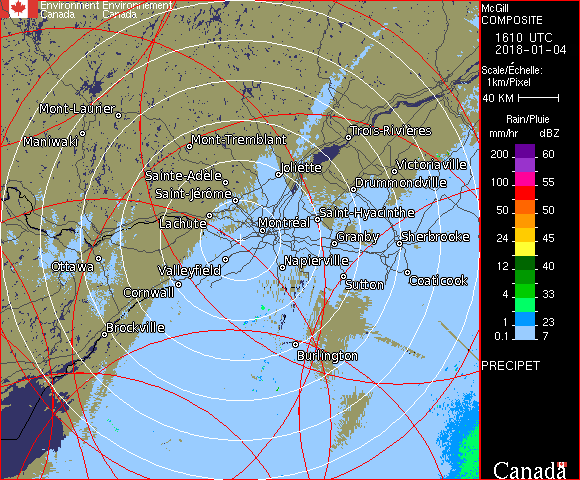 Environment Environnement
Canada Canada
McGill
COMPOSITE
1610 UTC
2018-01-04
Scale/Échelle:
1km/Pixel
40 KM
Rain/Pluie
mm/hr dBZ
200 60
100 55
50 50
24 45
12 40
4 33
1 23
0.1 7
PRECIPET
Canada
Mont-Laurier
Maniwaki
Mont-Tremblant
Trois-Rivières
Sainte-Adèle
Joliette
Victoriaville
Saint-Jérôme
Drummondville
Lachute
Montréal
Saint-Hyacinthe
Granby
Sherbrooke
Ottawa
Valleyfield
Napierville
Cornwall
Sutton
Coaticook
Brockville
Burlington